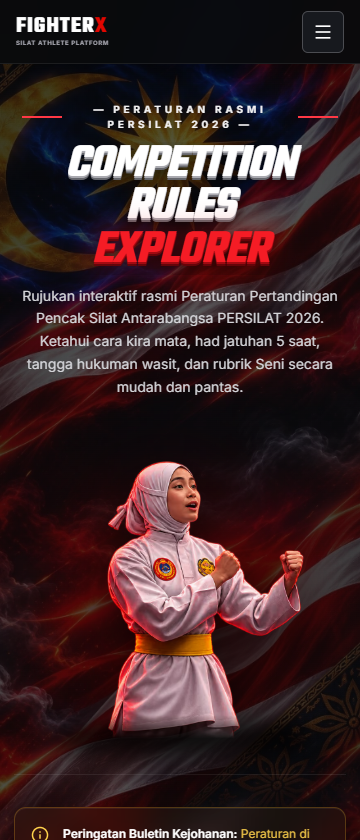 FIGHTERX
SILAT ATHLETE PLATFORM
— PERATURAN RASMI
PERSILAT 2026 —
COMPETITION
RULES
EXPLORER
Rujukan interaktif rasmi Peraturan Pertandingan
Pencak Silat Antarabangsa PERSILAT 2026.
Ketahui cara kira mata, had jatuhan 5 saat,
tangga hukuman wasit, dan rubrik Seni secara
mudah dan pantas.
Peringatan Buletin Kejohanan: Peraturan di